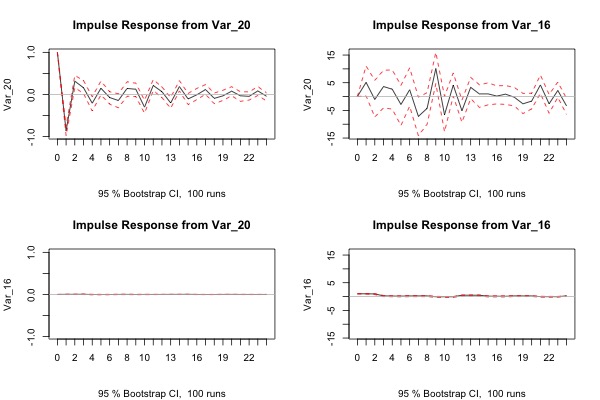 Impulse Response from Var_20
Var_20
1.0
0.0
-1.0
0 2 4 6 8 10 13 16 19 22
95 % Bootstrap CI, 100 runs
Impulse Response from Var_16
Var_20
15
5
-5
-15
0 2 4 6 8 10 13 16 19 22
95 % Bootstrap CI, 100 runs
Impulse Response from Var_20
Var_16
1.0
0.0
-1.0
0 2 4 6 8 10 13 16 19 22
95 % Bootstrap CI, 100 runs
Impulse Response from Var_16
Var_16
15
5
-5
-15
0 2 4 6 8 10 13 16 19 22
95 % Bootstrap CI, 100 runs